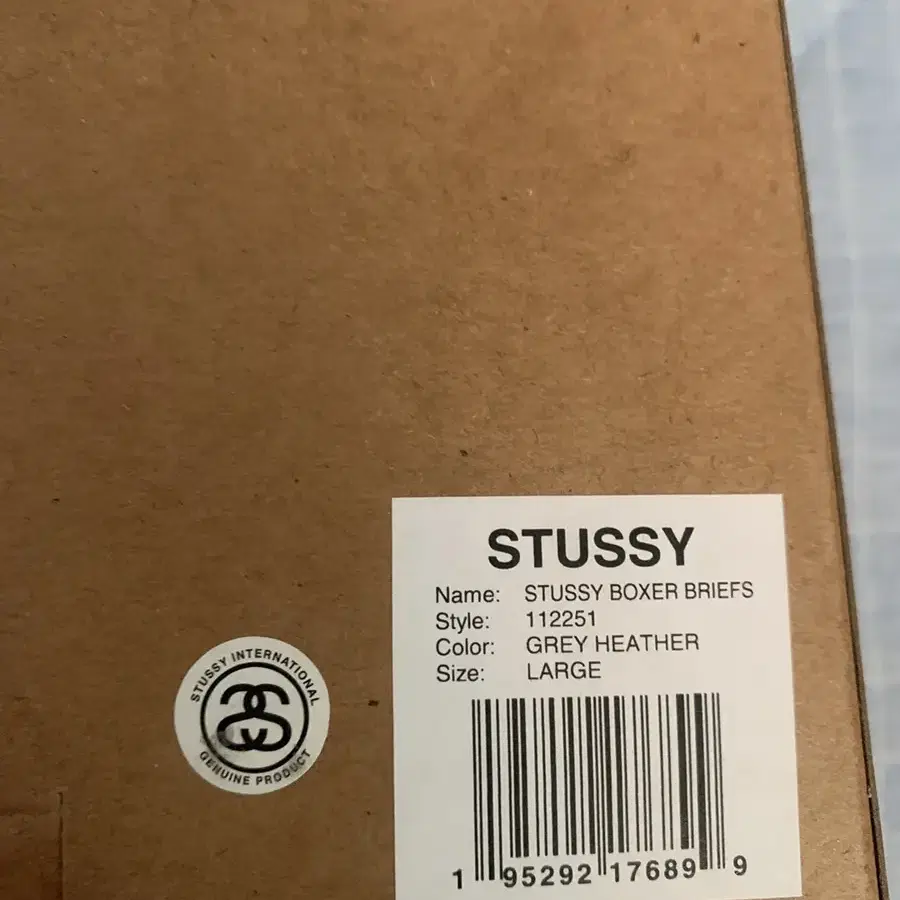 STUSSY
Name: STUSSY BOXER BRIEFS
Style: 112251
Color: GREY HEATHER
Size: LARGE
1 95292 17689 9
STUSSY INTERNATIONAL
GENUINE PRODUCT